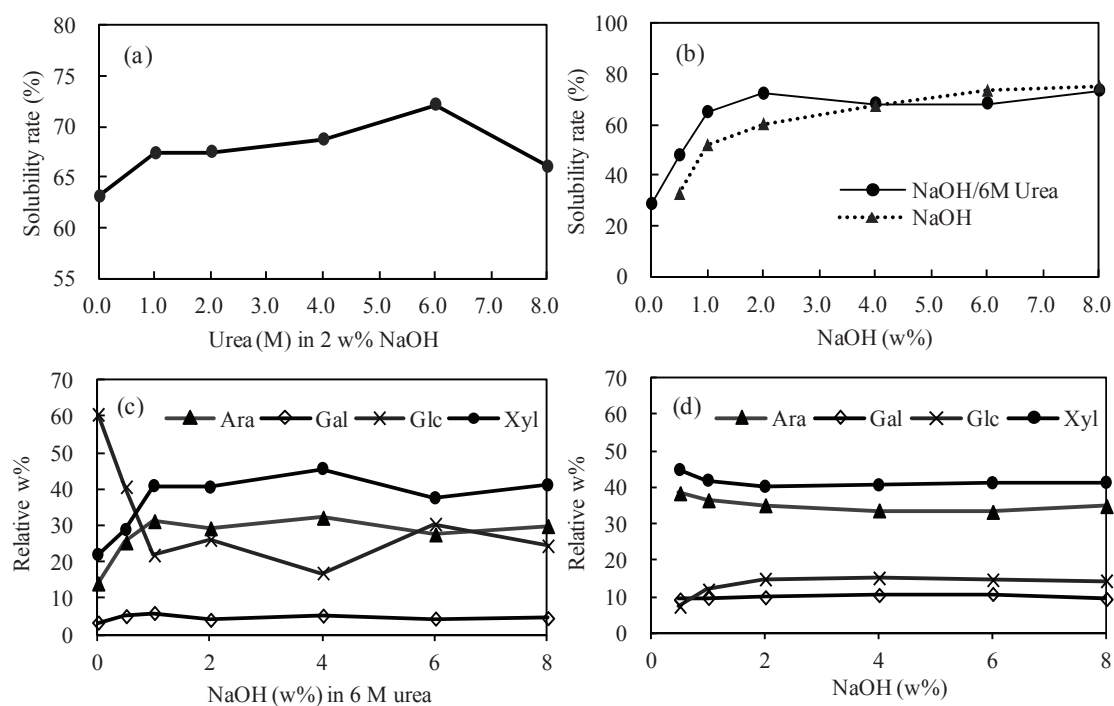 (a)
Solubility rate (%)
80
75
70
65
60
55
0.0 1.0 2.0 3.0 4.0 5.0 6.0 7.0 8.0
Urea (M) in 2 w% NaOH
(b)
Solubility rate (%)
100
80
60
40
20
0
NaOH/6M Urea
NaOH
0.0 1.0 2.0 3.0 4.0 5.0 6.0 7.0 8.0
NaOH (w%)
(c)
Ara Gal Glc Xyl
Relative w%
70
60
50
40
30
20
10
0
0 2 4 6 8
NaOH (w%) in 6 M urea
(d)
Ara Gal Glc Xyl
Relative w%
70
60
50
40
30
20
10
0
0 2 4 6 8
NaOH (w%)